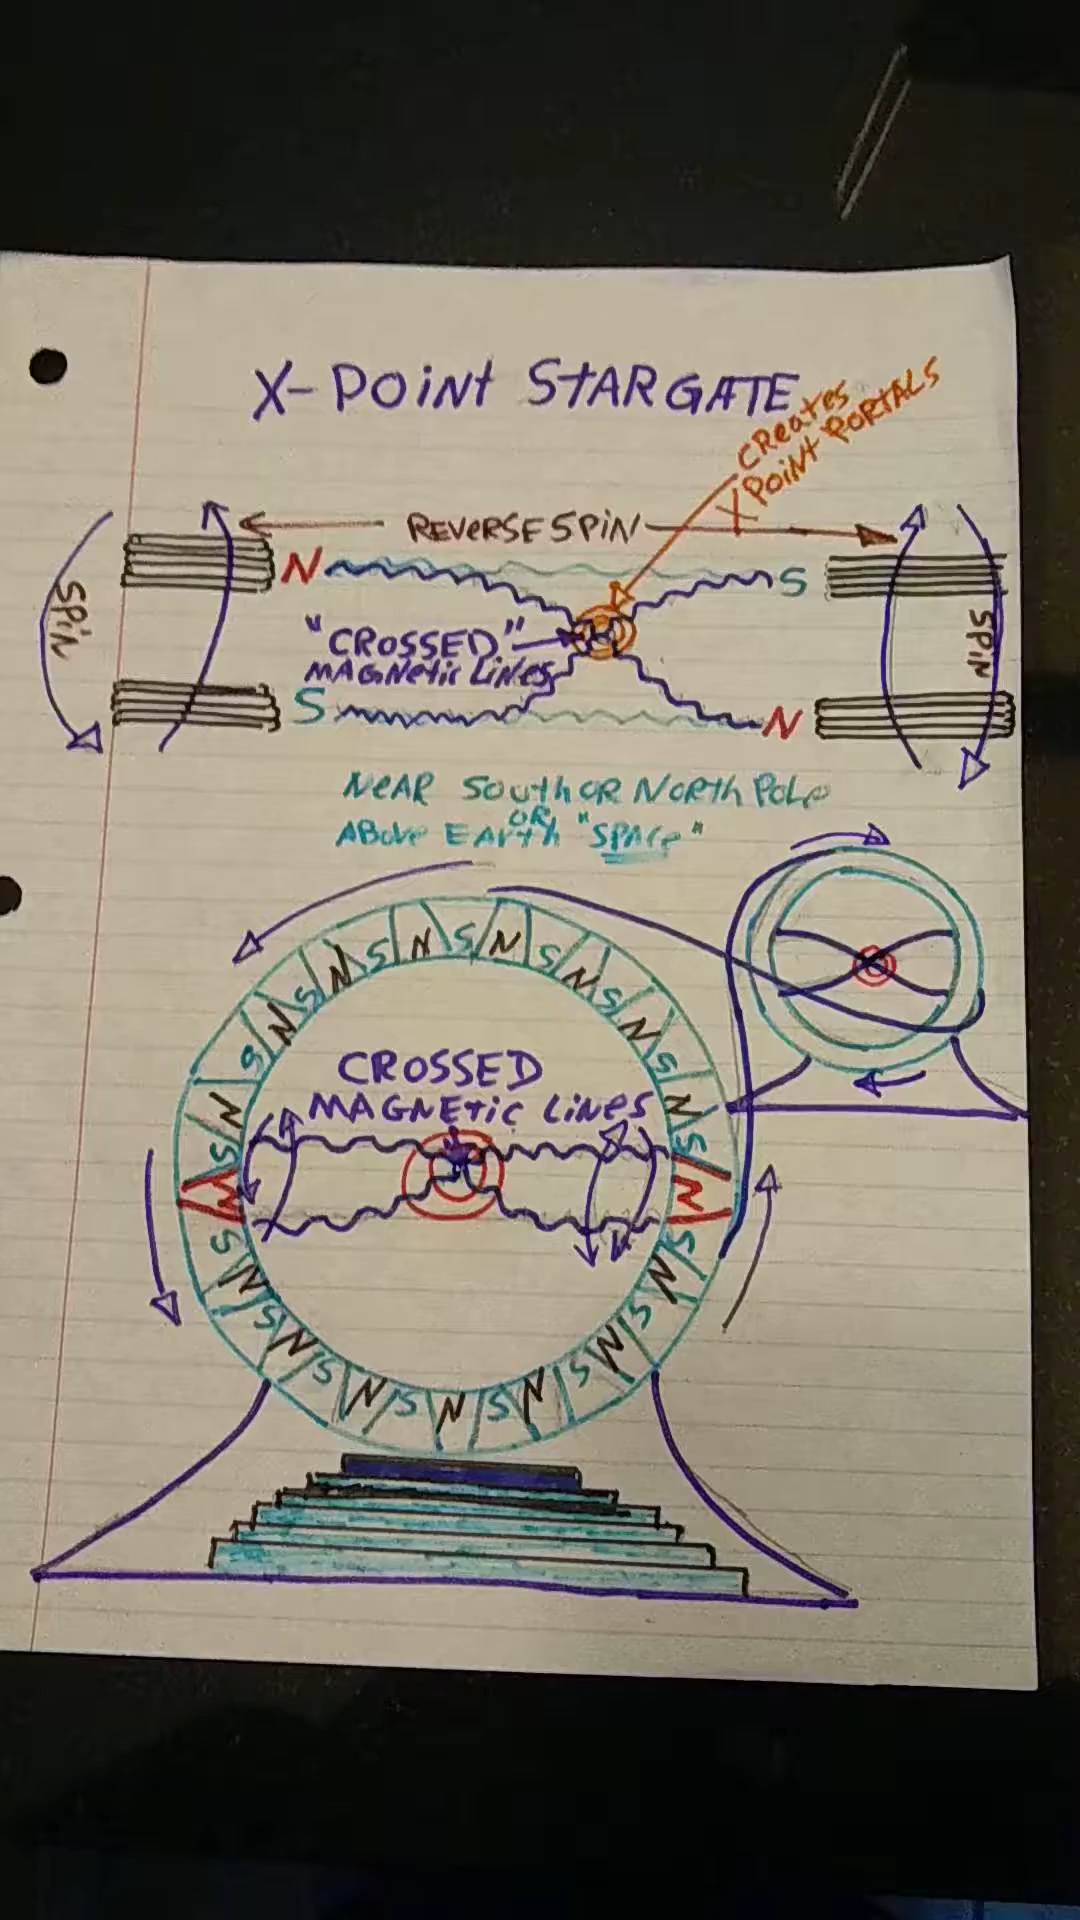 X-POINT STARGATE
CREATES
X POINT PORTALS
REVERSE SPIN
SPIN
N
S
"CROSSED"
MAGNETIC LINES
SPIN
S
N
NEAR SOUTH OR NORTH POLE
OR
ABOVE EARTH "SPACE"
N S N S N S N S N S N S N S N S
CROSSED
MAGNETIC LINES
S N S N S N S N S N S N S N S